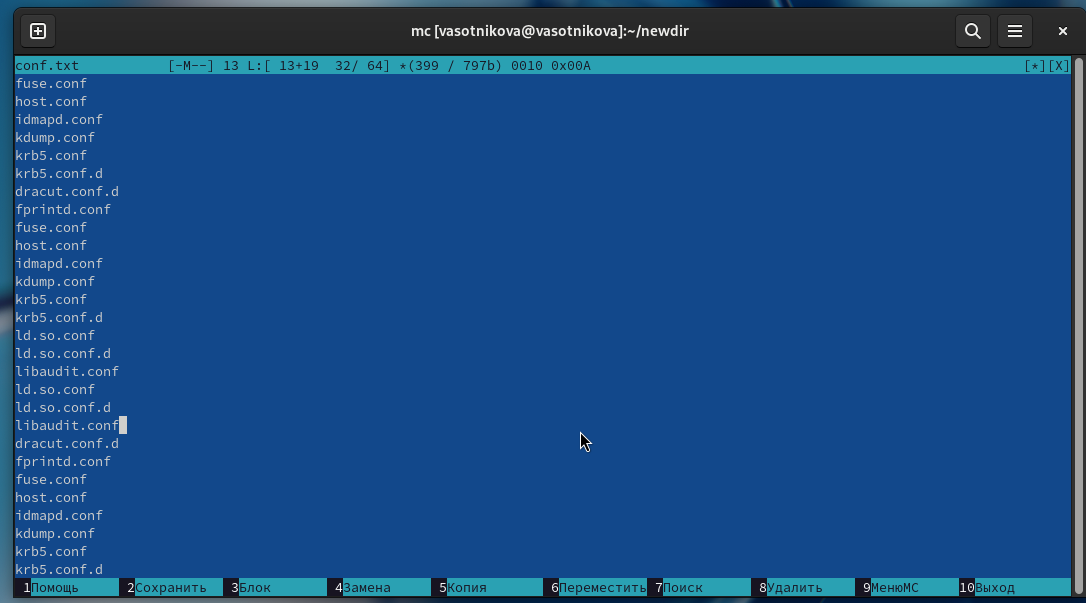 mc [vasotnikova@vasotnikova]:~/newdir
conf.txt [-M--] 13 L:[ 13+19 32/ 64] *(399 / 797b) 0010 0x00A [*][X]
fuse.conf
host.conf
idmapd.conf
kdump.conf
krb5.conf
krb5.conf.d
dracut.conf.d
fprintd.conf
fuse.conf
host.conf
idmapd.conf
kdump.conf
krb5.conf
krb5.conf.d
ld.so.conf
ld.so.conf.d
libaudit.conf
ld.so.conf
ld.so.conf.d
libaudit.conf
dracut.conf.d
fprintd.conf
fuse.conf
host.conf
idmapd.conf
kdump.conf
krb5.conf
krb5.conf.d
1Помощь 2Сохранить 3Блок 4Замена 5Копия 6Переместить 7Поиск 8Удалить 9МенюMC 10Выход